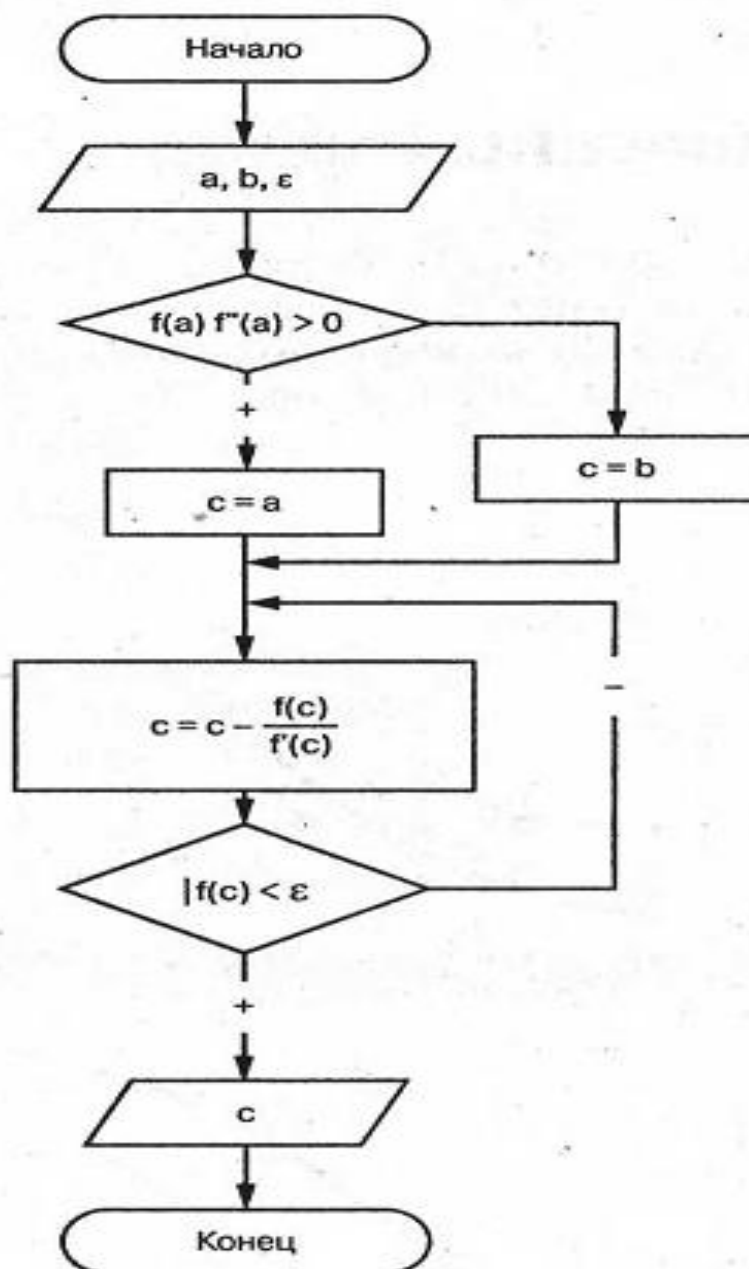 Начало
a, b, ε
f(a) f"(a) > 0
+
c = b
c = a
c = c – f(c)
f'(c)
–
|f(c) < ε
+
c
Конец